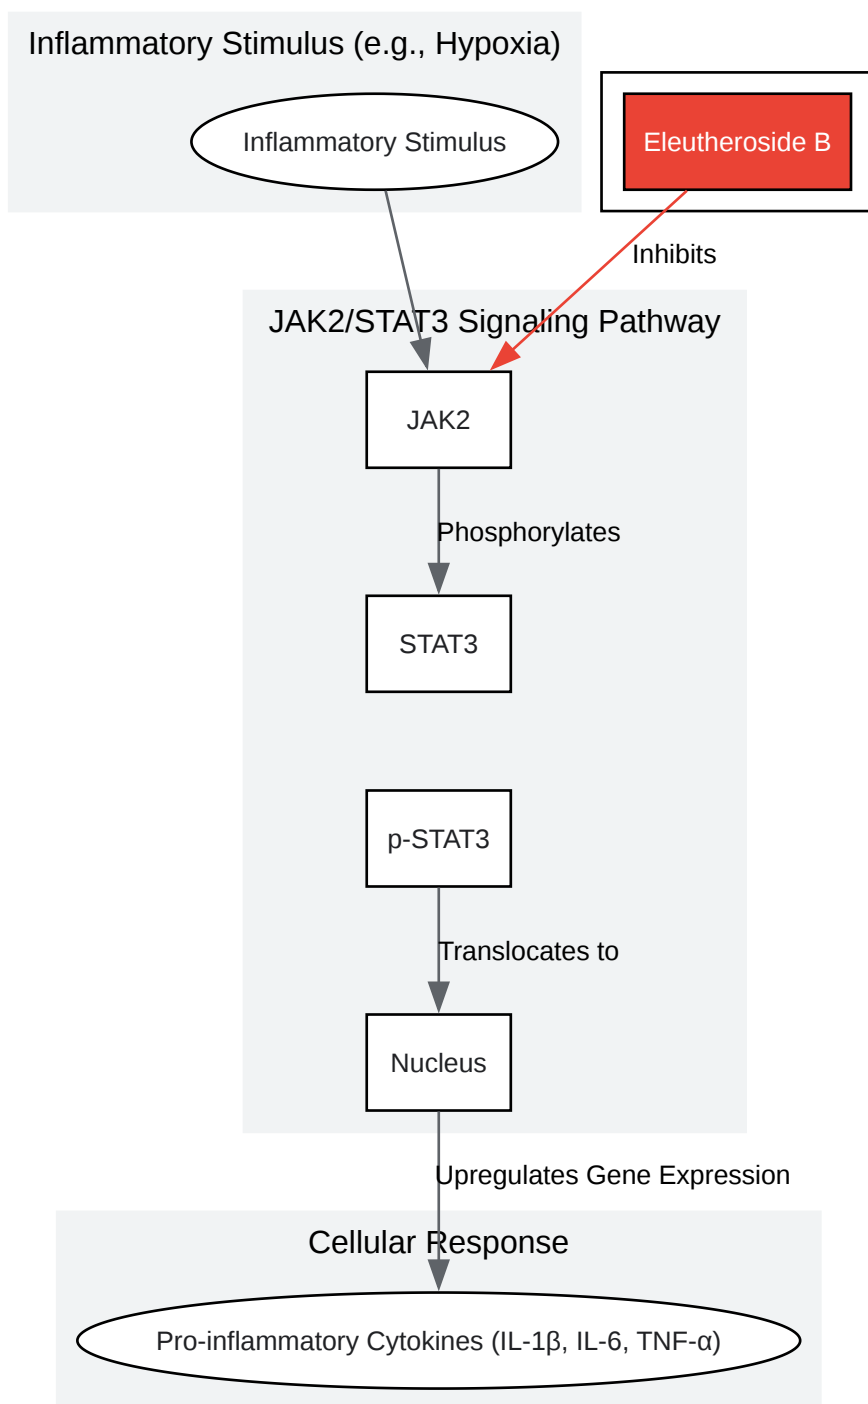 Inflammatory Stimulus (e.g., Hypoxia)
Inflammatory Stimulus
Eleutheroside B
Inhibits
JAK2/STAT3 Signaling Pathway
JAK2
Phosphorylates
STAT3
p-STAT3
Translocates to
Nucleus
Upregulates Gene Expression
Cellular Response
Pro-inflammatory Cytokines (IL-1β, IL-6, TNF-α)